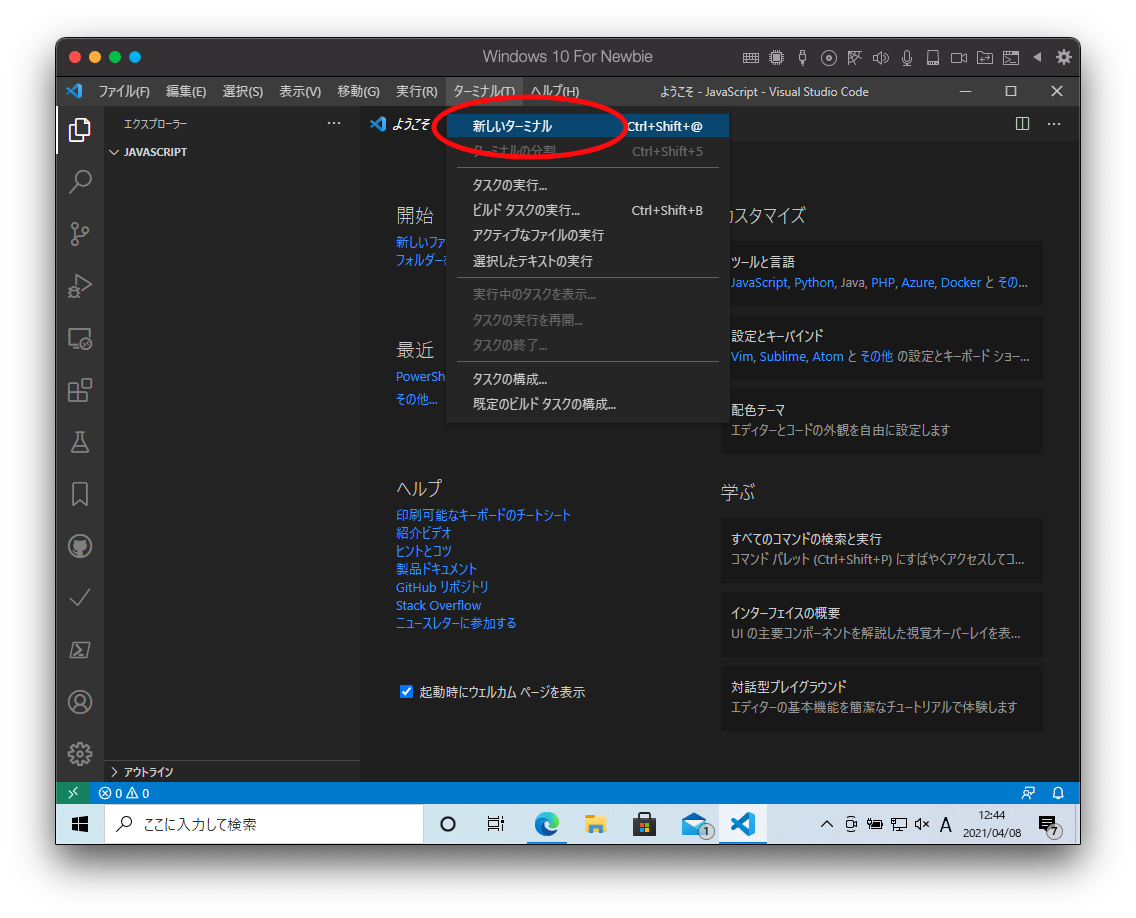 Windows 10 For Newbie
ファイル(F) 編集(E) 選択(S) 表示(V) 移動(G) 実行(R) ターミナル(T) ヘルプ(H) ようこそ - JavaScript - Visual Studio Code
エクスプローラー
JAVASCRIPT
アウトライン
ようこそ
新しいターミナル Ctrl+Shift+@
ターミナルの分割 Ctrl+Shift+5
タスクの実行...
ビルド タスクの実行... Ctrl+Shift+B
アクティブなファイルの実行
選択したテキストの実行
実行中のタスクを表示...
タスクの実行を再開...
タスクの終了...
タスクの構成...
既定のビルド タスクの構成...
開始
新しいファ
フォルダーを
最近
PowerSh
その他...
ヘルプ
印刷可能なキーボードのチートシート
紹介ビデオ
ヒントとコツ
製品ドキュメント
GitHub リポジトリ
Stack Overflow
ニュースレターに参加する
起動時にウェルカム ページを表示
カスタマイズ
ツールと言語
JavaScript, Python, Java, PHP, Azure, Docker と その...
設定とキーバインド
Vim, Sublime, Atom と その他 の設定とキーボード ショー...
配色テーマ
エディターとコードの外観を自由に設定します
学ぶ
すべてのコマンドの検索と実行
コマンド パレット (Ctrl+Shift+P) にすばやくアクセスしてコ...
インターフェイスの概要
UI の主要コンポーネントを解説した視覚オーバーレイを表...
対話型プレイグラウンド
エディターの基本機能を簡潔なチュートリアルで体験します
0 0
ここに入力して検索
1
A
12:44
2021/04/08
7